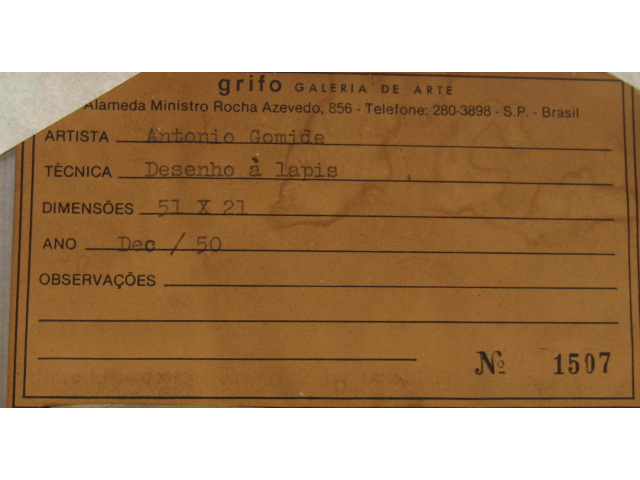 grifo GALERIA DE ARTE
Alameda Ministro Rocha Azevedo, 856 - Telefone: 280-3898 - S.P. - Brasil
ARTISTA Antonio Gomide
TÉCNICA Desenho à lapis
DIMENSÕES 51 X 21
ANO Dec / 50
OBSERVAÇÕES
Nº 1507